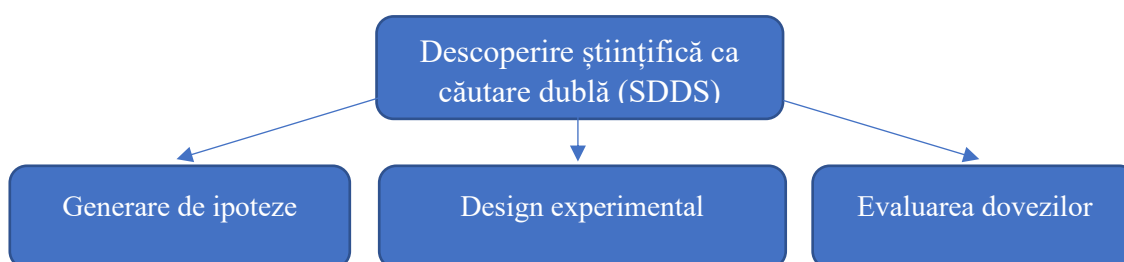 Descoperire științifică ca
căutare dublă (SDDS)
Generare de ipoteze
Design experimental
Evaluarea dovezilor